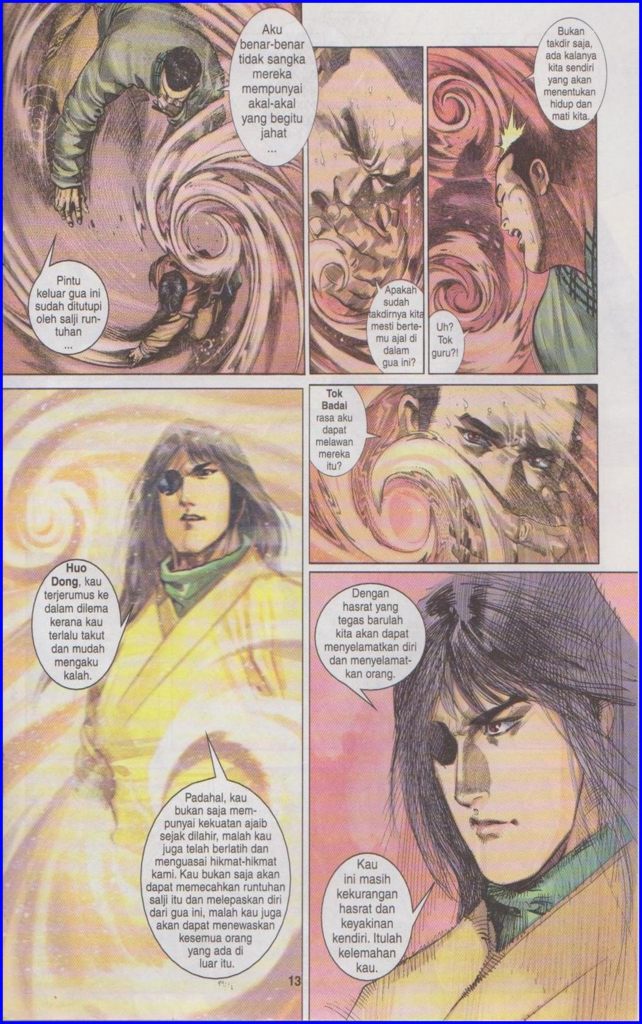 Aku
benar-benar
tidak sangka
mereka
mempunyai
akal-akal
yang begitu
jahat
...
Pintu
keluar gua ini
sudah ditutupi
oleh salji run-
tuhan
...
Apakah
sudah
takdirnya kita
mesti berte-
mu ajal di
dalam
gua ini?
Bukan
takdir saja,
ada kalanya
kita sendiri
yang akan
menentukan
hidup dan
mati kita.
Uh?
Tok
guru?!
Tok
Badai
rasa aku
dapat
melawan
mereka
itu?
Huo
Dong, kau
terjerumus ke
dalam dilema
kerana kau
terlalu takut
dan mudah
mengaku
kalah.
Padahal, kau
bukan saja mem-
punyai kekuatan ajaib
sejak dilahir, malah kau
juga telah berlatih dan
menguasai hikmat-hikmat
kami. Kau bukan saja akan
dapat memecahkan runtuhan
salji itu dan melepaskan diri
dari gua ini, malah kau juga
akan dapat menewaskan
kesemua orang
yang ada di
luar itu.
Dengan
hasrat yang
tegas barulah
kita akan dapat
menyelamatkan diri
dan menyelamat-
kan orang.
Kau
ini masih
kekurangan
hasrat dan
keyakinan
kendiri. Itulah
kelemahan
kau.
13